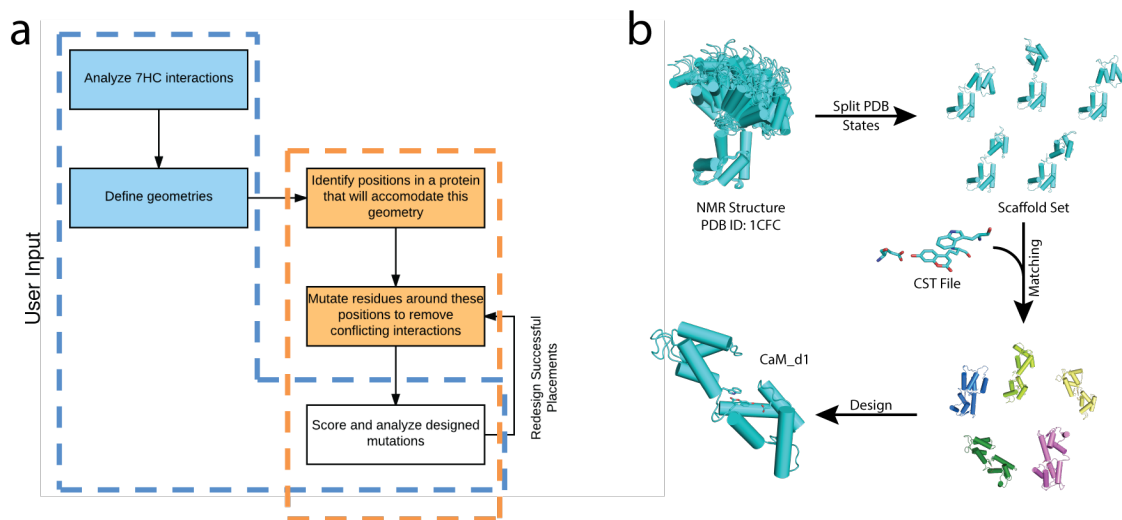 a
Analyze 7HC interactions
Define geometries
Identify positions in a protein
that will accomodate this
geometry
Mutate residues around these
positions to remove
conflicting interactions
Score and analyze designed
mutations
User Input
Redesign Successful
Placements
b
Split PDB
States
NMR Structure
PDB ID: 1CFC
Scaffold Set
CST File
Matching
CaM_d1
Design